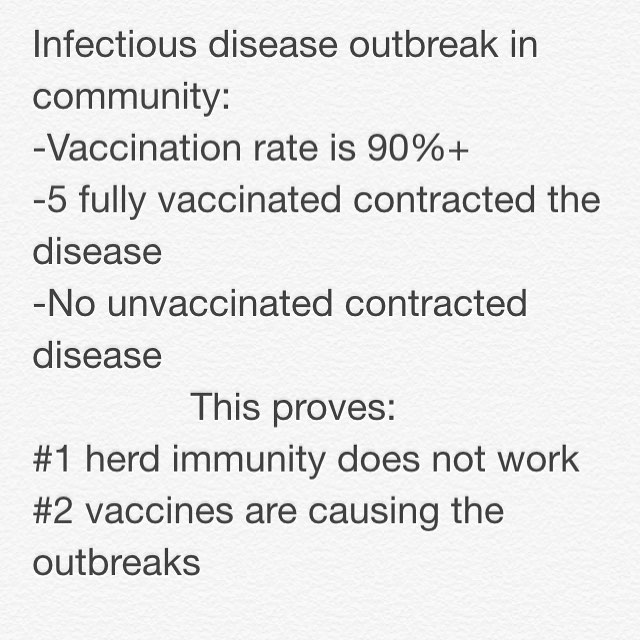 Infectious disease outbreak in
community:
-Vaccination rate is 90%+
-5 fully vaccinated contracted the
disease
-No unvaccinated contracted
disease
This proves:
#1 herd immunity does not work
#2 vaccines are causing the
outbreaks